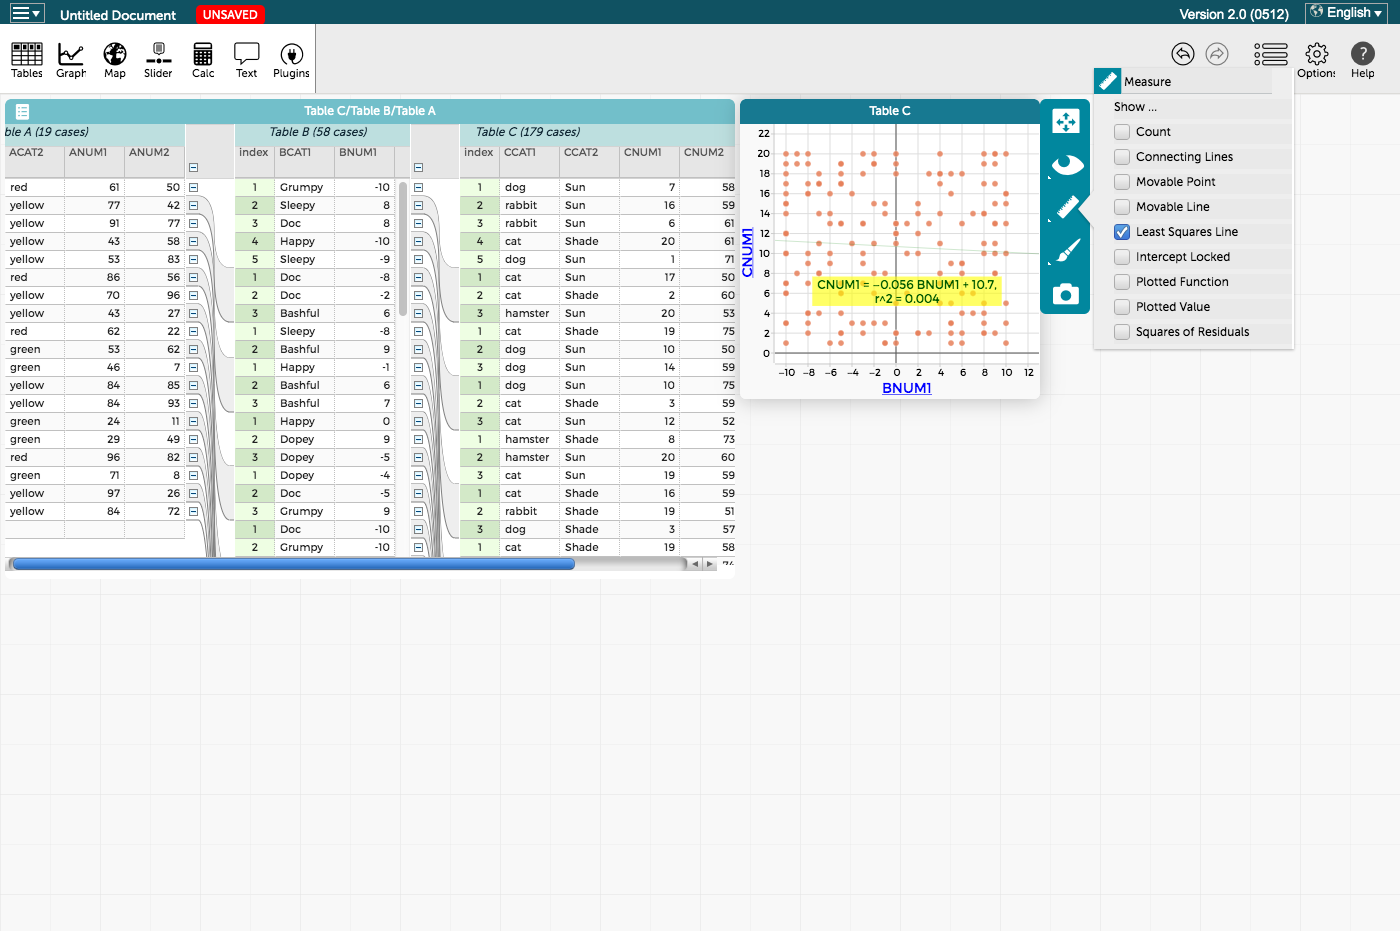 Untitled Document UNSAVED Version 2.0 (0512) English
Tables Graph Map Slider Calc Text Plugins Options Help
Table C/Table B/Table A
ble A (19 cases) Table B (58 cases) Table C (179 cases)
ACAT2 ANUM1 ANUM2 index BCAT1 BNUM1 index CCAT1 CCAT2 CNUM1 CNUM2
red 61 50 1 Grumpy -10 1 dog Sun 7 58
yellow 77 42 2 Sleepy 8 2 rabbit Sun 16 59
yellow 91 77 3 Doc 8 3 rabbit Sun 6 61
yellow 43 58 4 Happy -10 4 cat Shade 20 61
yellow 53 83 5 Sleepy -9 5 dog Sun 1 71
red 86 56 1 Doc -8 1 cat Sun 17 50
yellow 70 96 2 Doc -2 2 cat Shade 2 60
yellow 43 27 3 Bashful 6 3 hamster Sun 20 53
red 62 22 1 Sleepy -8 1 cat Shade 19 75
green 53 62 2 Bashful 9 2 dog Sun 10 50
green 46 7 1 Happy -1 3 dog Sun 14 59
yellow 84 85 2 Bashful 6 1 dog Sun 10 75
yellow 84 93 3 Bashful 7 2 cat Shade 3 59
green 24 11 1 Happy 0 3 cat Sun 12 52
green 29 49 2 Dopey 9 1 hamster Shade 8 73
red 96 82 3 Dopey -5 2 hamster Sun 20 60
green 71 8 1 Dopey -4 3 cat Sun 19 59
yellow 97 26 2 Doc -5 1 cat Shade 16 59
yellow 84 72 3 Grumpy 9 2 rabbit Shade 19 51
1 Doc -10 3 dog Shade 3 57
2 Grumpy -10 1 cat Shade 19 58
Table C
22
20
18
16
14
12
10
8
6
4
2
0
CNUM1
CNUM1 = −0.056 BNUM1 + 10.7,
r^2 = 0.004
−10 −8 −6 −4 −2 0 2 4 6 8 10 12
BNUM1
Measure
Show ...
Count
Connecting Lines
Movable Point
Movable Line
Least Squares Line
Intercept Locked
Plotted Function
Plotted Value
Squares of Residuals